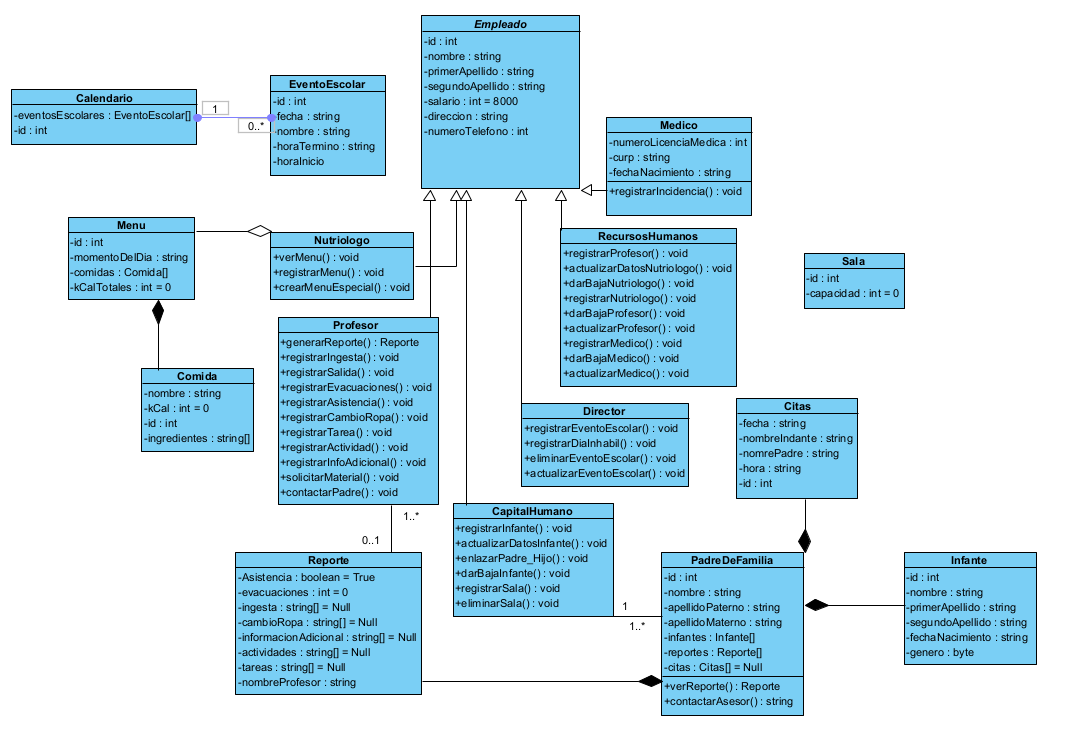 Empleado
-id : int
-nombre : string
-primerApellido : string
-segundoApellido : string
-salario : int = 8000
-direccion : string
-numeroTelefono : int
Calendario
-eventosEscolares : EventoEscolar[]
-id : int
1
0..*
EventoEscolar
-id : int
-fecha : string
-nombre : string
-horaTermino : string
-horaInicio
Medico
-numeroLicenciaMedica : int
-curp : string
-fechaNacimiento : string
+registrarIncidencia() : void
Menu
-id : int
-momentoDelDia : string
-comidas : Comida[]
-kCalTotales : int = 0
Nutriologo
+verMenu() : void
+registrarMenu() : void
+crearMenuEspecial() : void
RecursosHumanos
+registrarProfesor() : void
+actualizarDatosNutriologo() : void
+darBajaNutriologo() : void
+registrarNutriologo() : void
+darBajaProfesor() : void
+actualizarProfesor() : void
+registrarMedico() : void
+darBajaMedico() : void
+actualizarMedico() : void
Sala
-id : int
-capacidad : int = 0
Profesor
+generarReporte() : Reporte
+registrarIngesta() : void
+registrarSalida() : void
+registrarEvacuaciones() : void
+registrarAsistencia() : void
+registrarCambioRopa() : void
+registrarTarea() : void
+registrarActividad() : void
+registrarInfoAdicional() : void
+solicitarMaterial() : void
+contactarPadre() : void
Comida
-nombre : string
-kCal : int = 0
-id : int
-ingredientes : string[]
Director
+registrarEventoEscolar() : void
+registrarDiaInhabil() : void
+eliminarEventoEscolar() : void
+actualizarEventoEscolar() : void
Citas
-fecha : string
-nombreIndante : string
-nomrePadre : string
-hora : string
-id : int
1..*
0..1
CapitalHumano
+registrarInfante() : void
+actualizarDatosInfante() : void
+enlazarPadre_Hijo() : void
+darBajaInfante() : void
+registrarSala() : void
+eliminarSala() : void
1
1..*
Reporte
-Asistencia : boolean = True
-evacuaciones : int = 0
-ingesta : string[] = Null
-cambioRopa : string[] = Null
-informacionAdicional : string[] = Null
-actividades : string[] = Null
-tareas : string[] = Null
-nombreProfesor : string
PadreDeFamilia
-id : int
-nombre : string
-apellidoPaterno : string
-apellidoMaterno : string
-infantes : Infante[]
-reportes : Reporte[]
-citas : Citas[] = Null
+verReporte() : Reporte
+contactarAsesor() : string
Infante
-id : int
-nombre : string
-primerApellido : string
-segundoApellido : string
-fechaNacimiento : string
-genero : byte